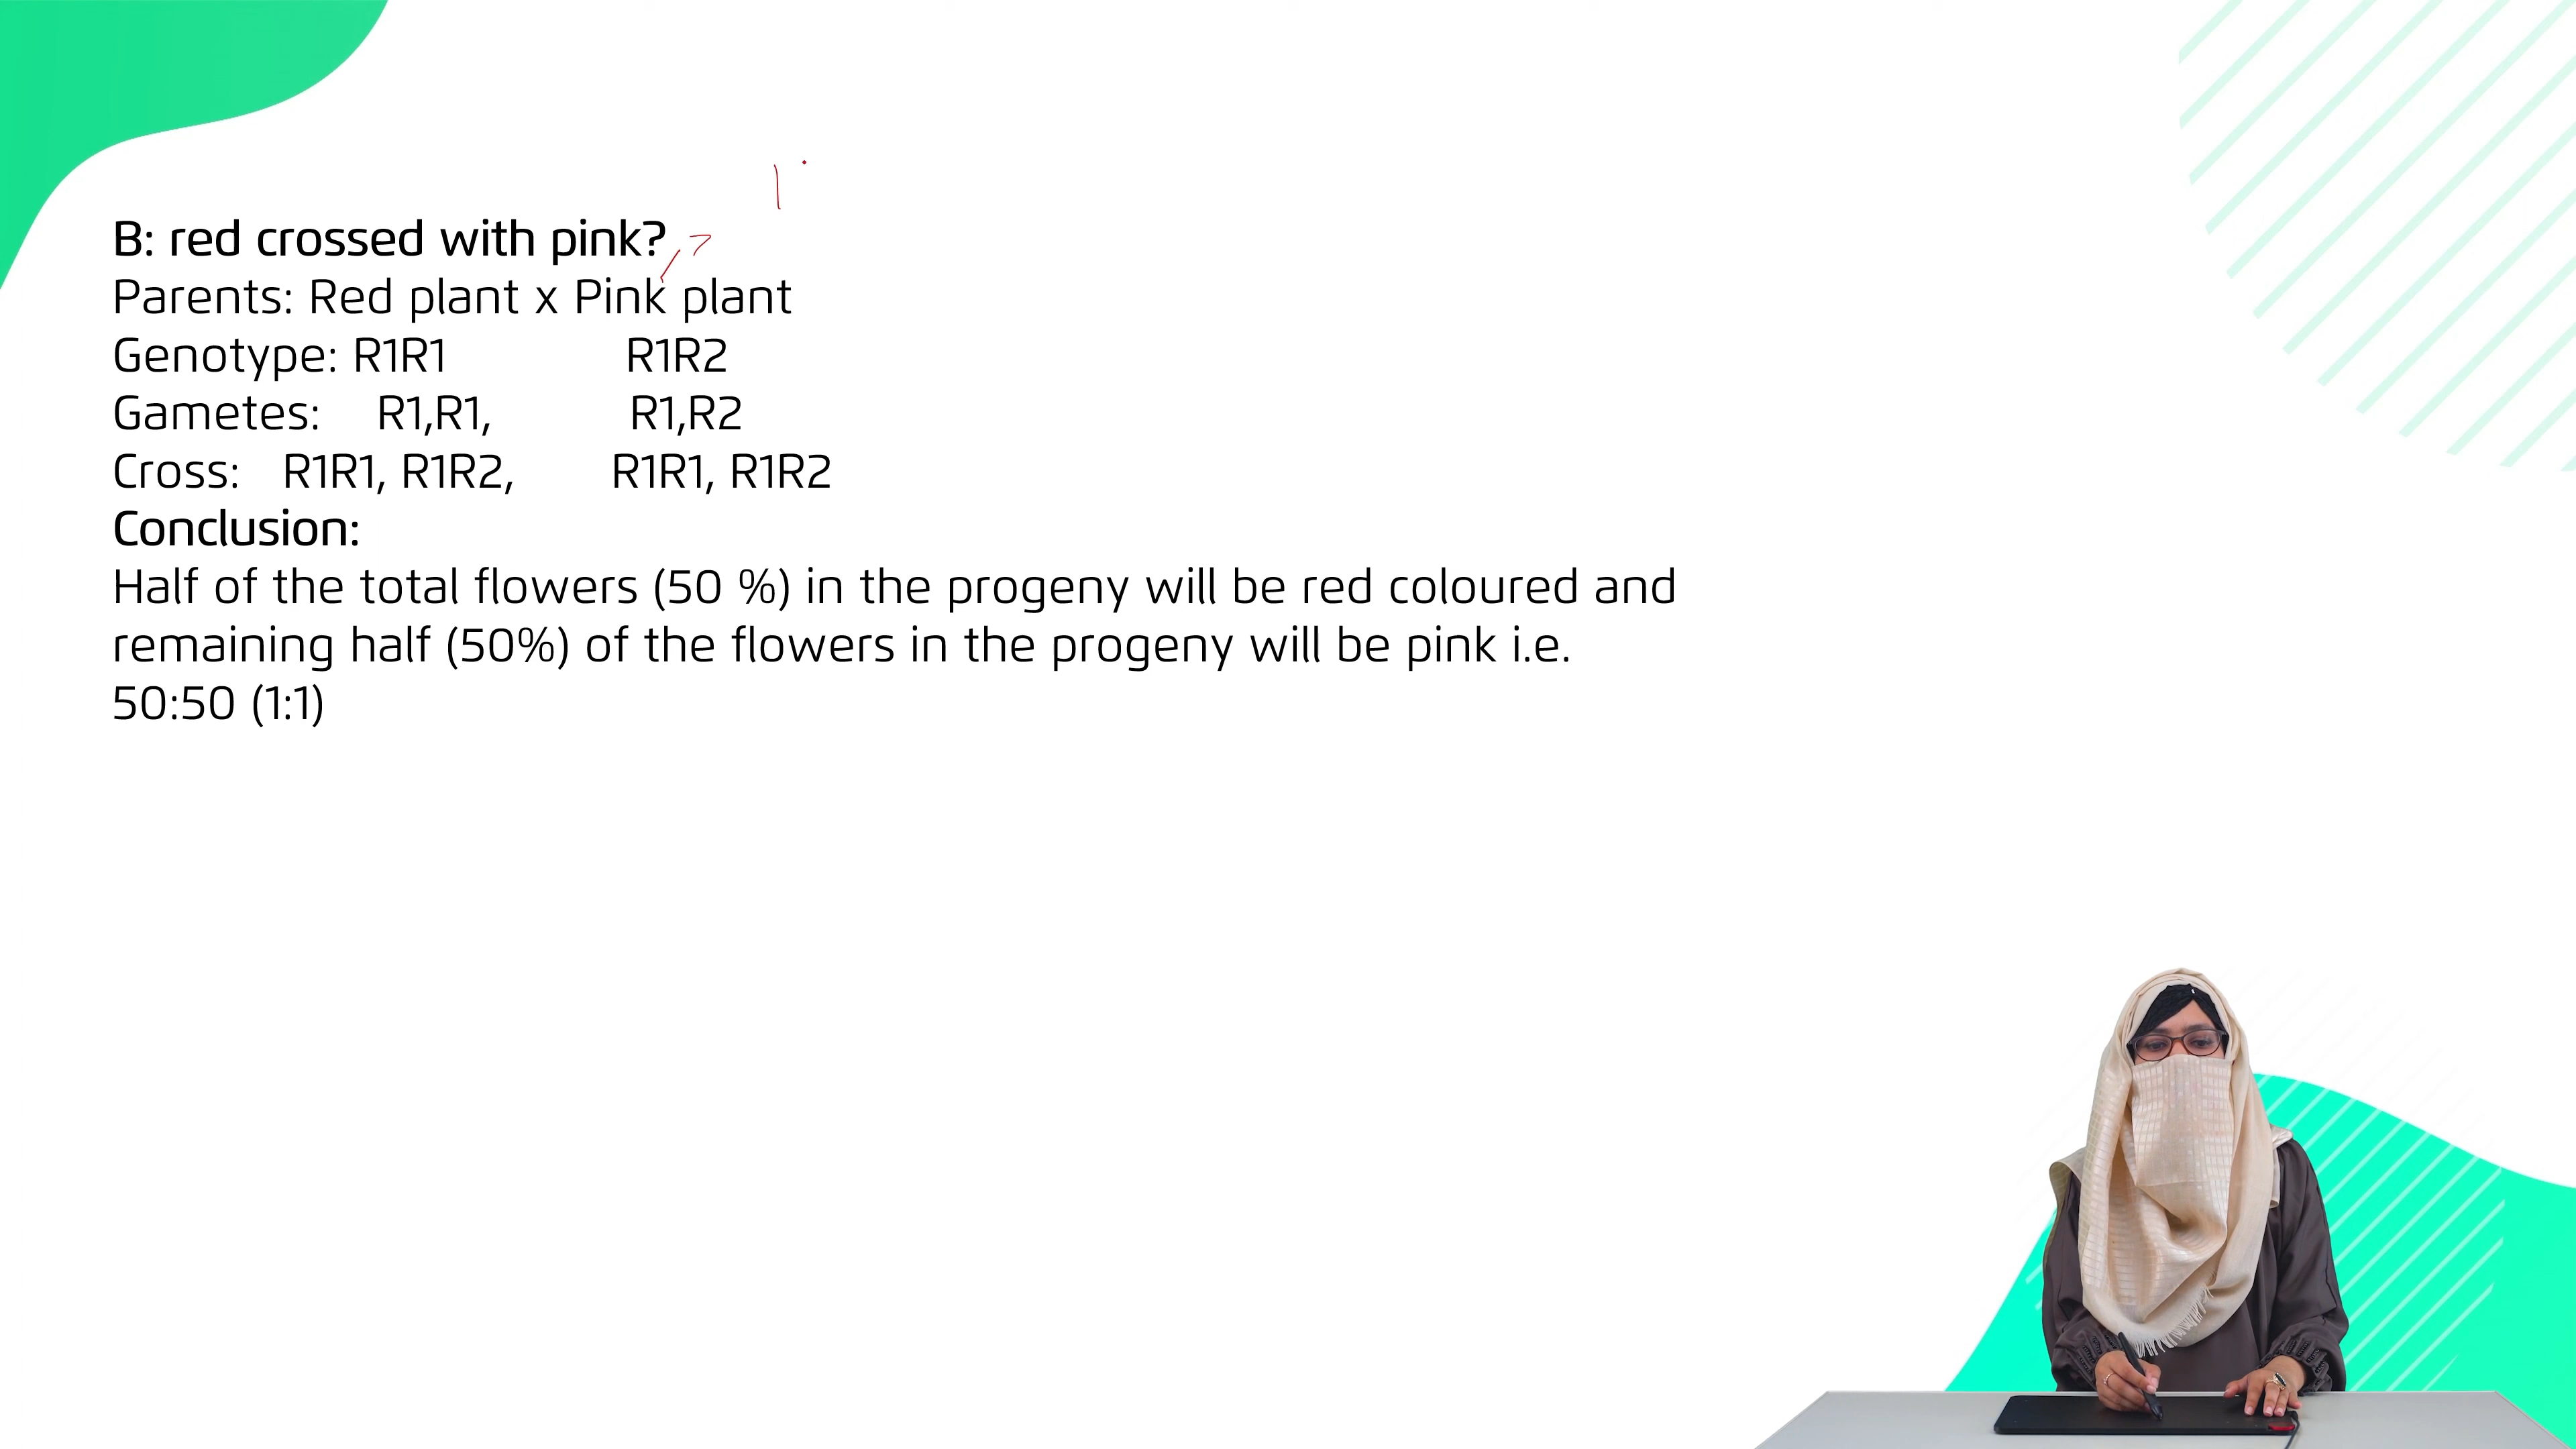 B: red crossed with pink?
Parents: Red plant x Pink plant
Genotype: R1R1 R1R2
Gametes: R1,R1, R1,R2
Cross: R1R1, R1R2, R1R1, R1R2
Conclusion:
Half of the total flowers (50 %) in the progeny will be red coloured and
remaining half (50%) of the flowers in the progeny will be pink i.e.
50:50 (1:1)